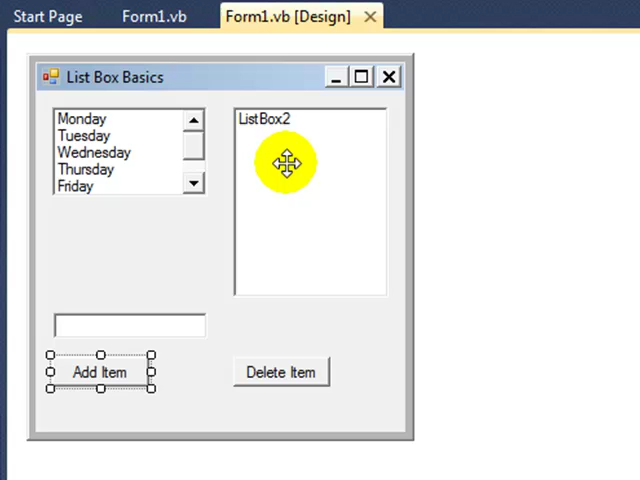 Start Page Form1.vb Form1.vb [Design]
List Box Basics
Monday
Tuesday
Wednesday
Thursday
Friday
ListBox2
Add Item
Delete Item